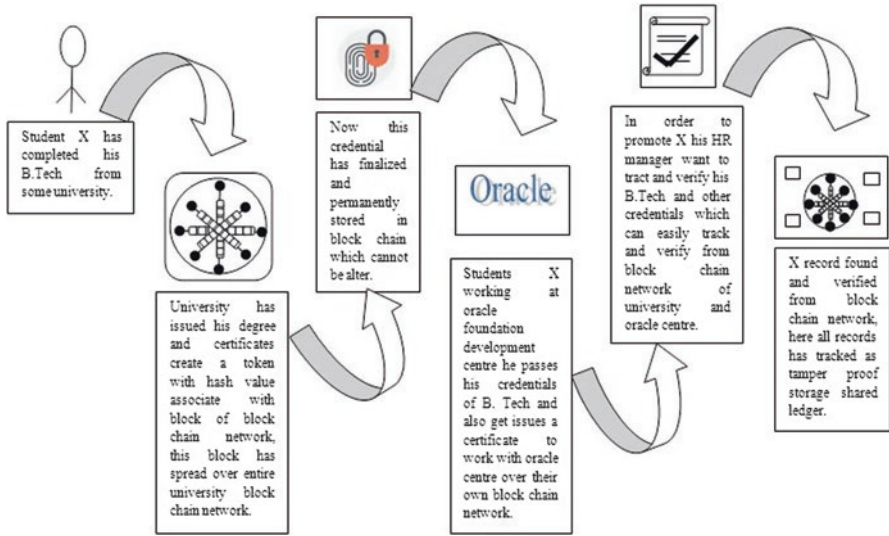 Student X has
completed his
B.Tech from
some university.
University has
issued his degree
and certificates
create a token
with hash value
associate with
block of block
chain network,
this block has
spread over entire
university block
chain network.
Now this
credential
has finalized
and
permanently
stored in
block chain
which cannot
be alter.
Oracle
Students X
working at
oracle
foundation
development
centre he passes
his credentials
of B. Tech and
also get issues a
certificate to
work with oracle
centre over their
own block chain
network.
In order to
promote X his HR
manager want to
tract and verify his
B.Tech and other
credentials which
can easily track
and verify from
block chain
network of
university and
oracle centre.
X record found
and verified
from block
chain network,
here all records
has tracked as
tamper proof
storage shared
ledger.